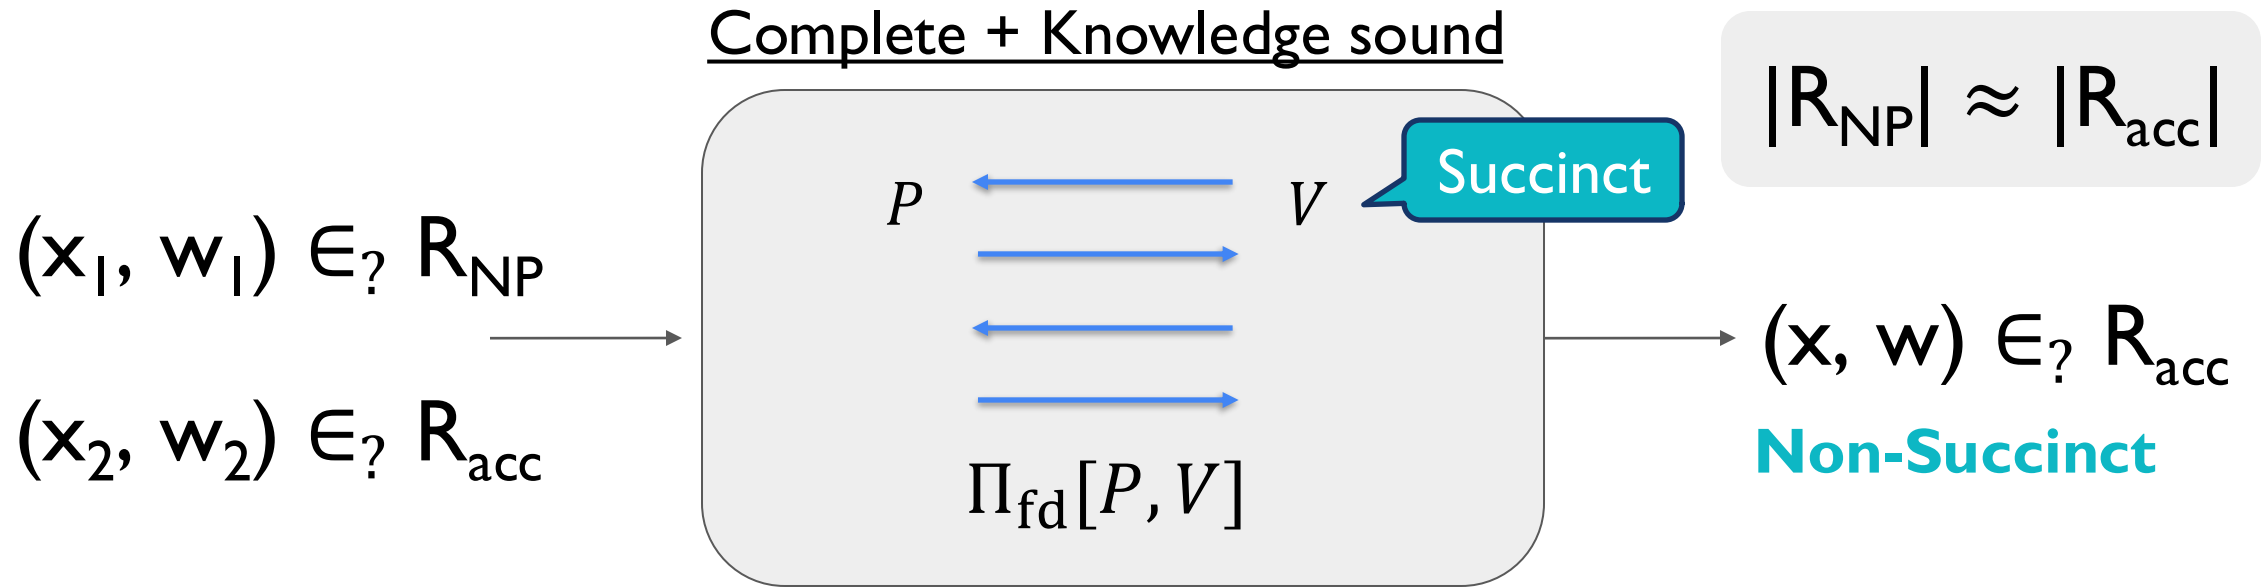 Complete + Knowledge sound
|R_NP| ≈ |R_acc|
Succinct
P
V
(x_1, w_1) ∈_? R_NP
(x_2, w_2) ∈_? R_acc
(x, w) ∈_? R_acc
Non-Succinct
Π_fd[P, V]